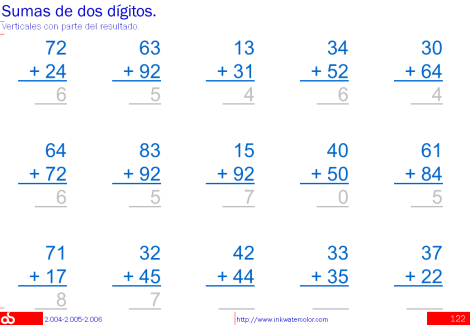 Sumas de dos dígitos.
Verticales con parte del resultado.
72 63 13 34 30
+ 24 + 92 + 31 + 52 + 64
6 5 4 6 4
64 83 15 40 61
+ 72 + 92 + 92 + 50 + 84
6 5 7 0 5
71 32 42 33 37
+ 17 + 45 + 44 + 35 + 22
8 7
2.004-2.005-2.006 http://www.inkwatercolor.com 122